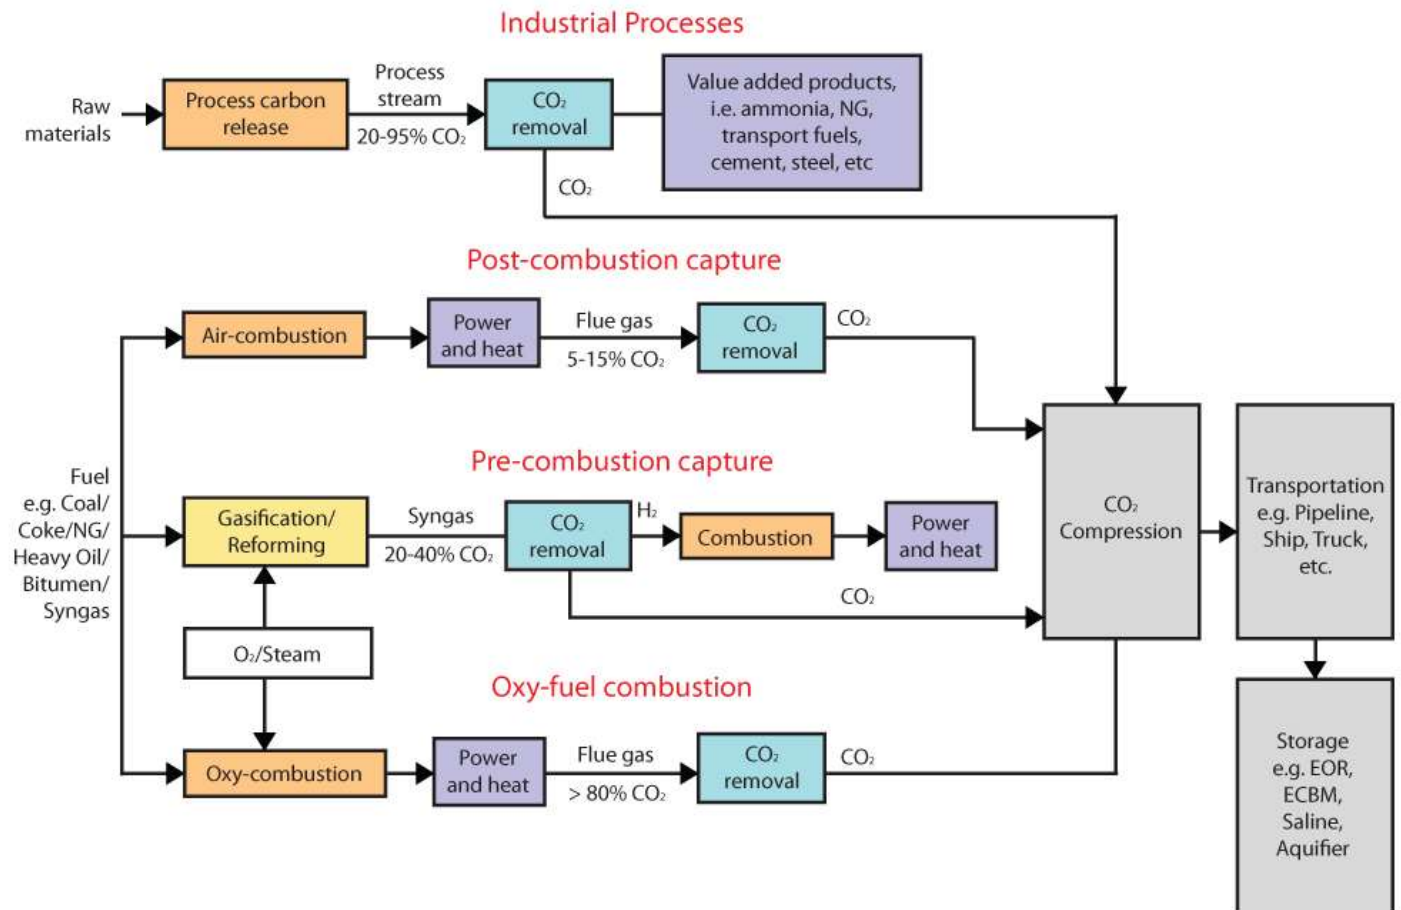 Industrial Processes
Raw
materials
Process carbon
release
Process
stream
20-95% CO₂
CO₂
removal
Value added products,
i.e. ammonia, NG,
transport fuels,
cement, steel, etc
CO₂
Post-combustion capture
Air-combustion
Power
and heat
Flue gas
5-15% CO₂
CO₂
removal
CO₂
Pre-combustion capture
Fuel
e.g. Coal/
Coke/NG/
Heavy Oil/
Bitumen/
Syngas
Gasification/
Reforming
Syngas
20-40% CO₂
CO₂
removal
H₂
Combustion
Power
and heat
CO₂
O₂/Steam
Oxy-fuel combustion
Oxy-combustion
Power
and heat
Flue gas
> 80% CO₂
CO₂
removal
CO₂
CO₂
Compression
Transportation
e.g. Pipeline,
Ship, Truck,
etc.
Storage
e.g. EOR,
ECBM,
Saline,
Aquifier